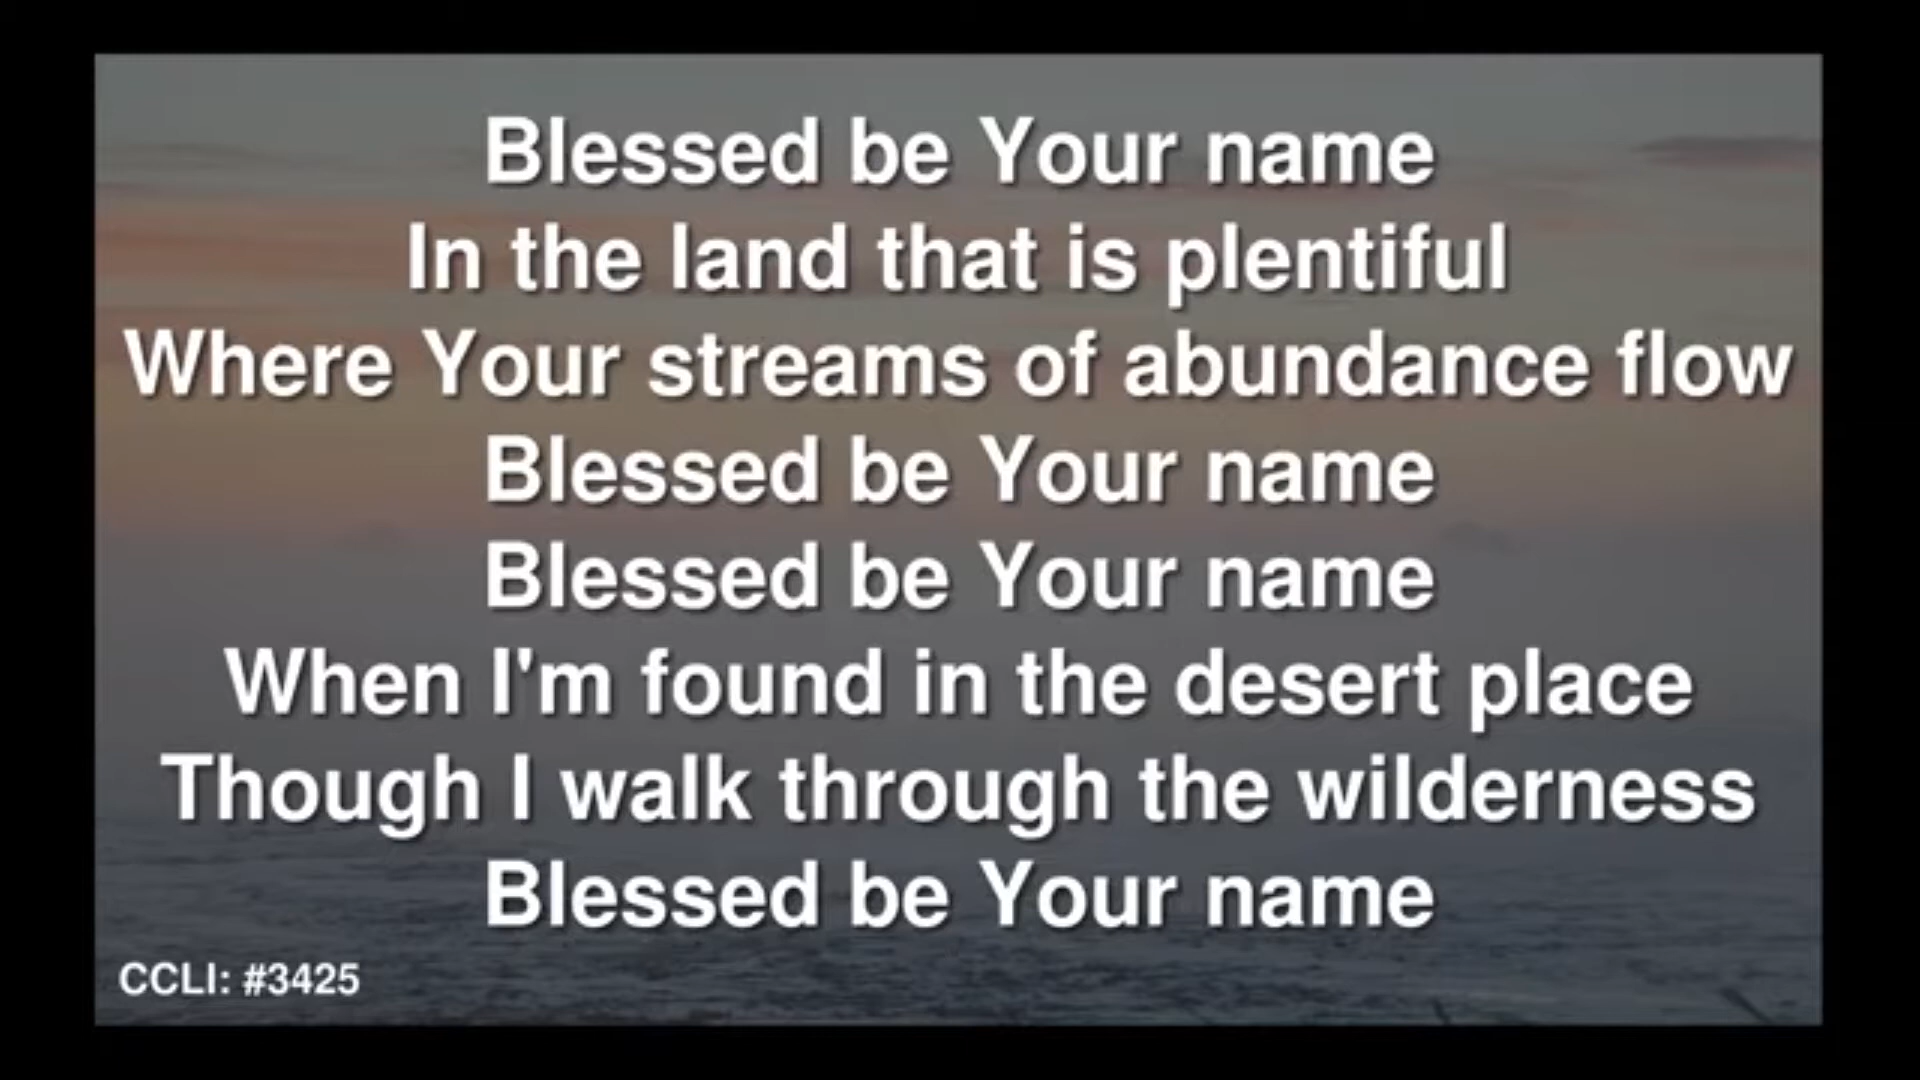 Blessed be Your name
In the land that is plentiful
Where Your streams of abundance flow
Blessed be Your name
Blessed be Your name
When I'm found in the desert place
Though I walk through the wilderness
Blessed be Your name
CCLI: #3425